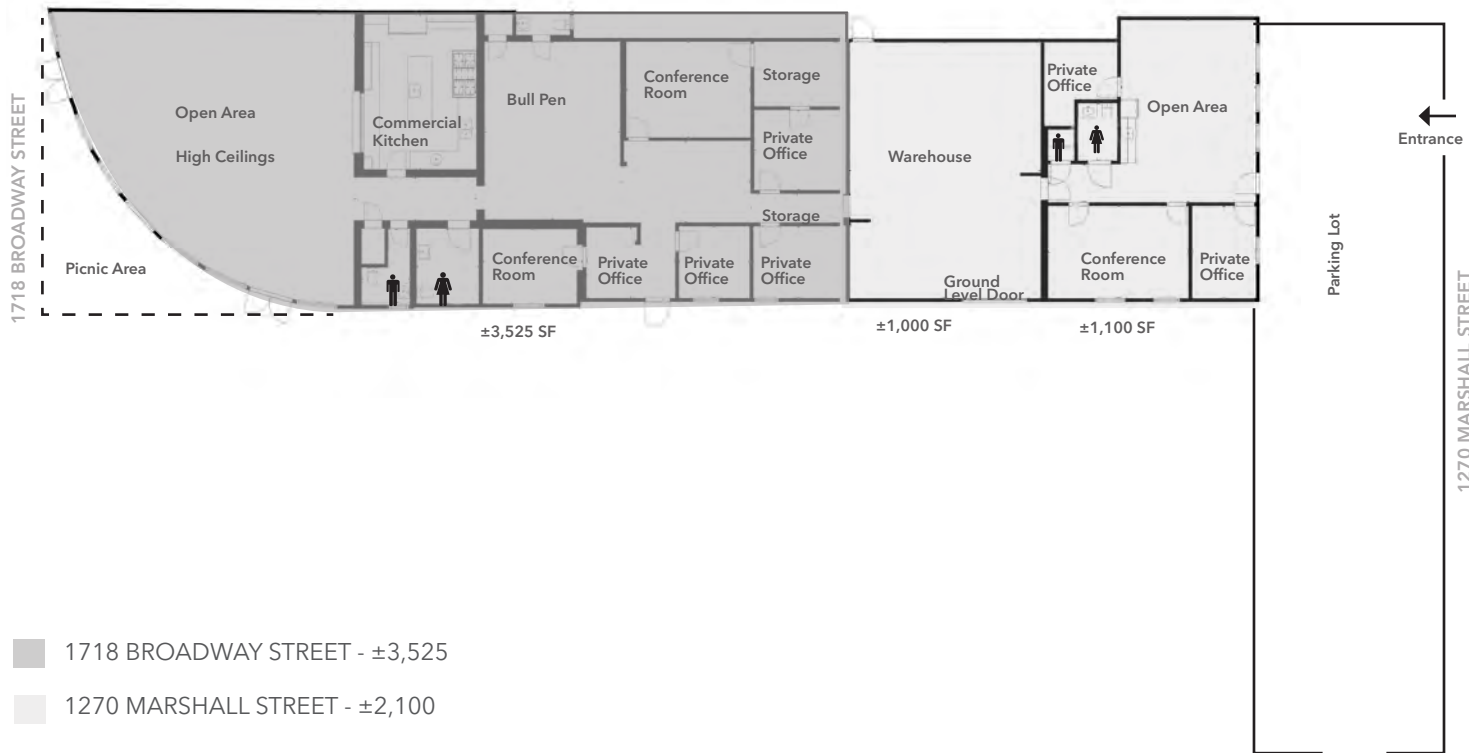 1718 BROADWAY STREET
Open Area
High Ceilings
Picnic Area
Commercial
Kitchen
Bull Pen
Conference
Room
Storage
Private
Office
Storage
Conference
Room
Private
Office
Private
Office
Private
Office
±3,525 SF
Warehouse
Ground
Level Door
±1,000 SF
Private
Office
Open Area
Conference
Room
Private
Office
±1,100 SF
Parking Lot
Entrance
1270 MARSHALL STREET
1718 BROADWAY STREET - ±3,525
1270 MARSHALL STREET - ±2,100